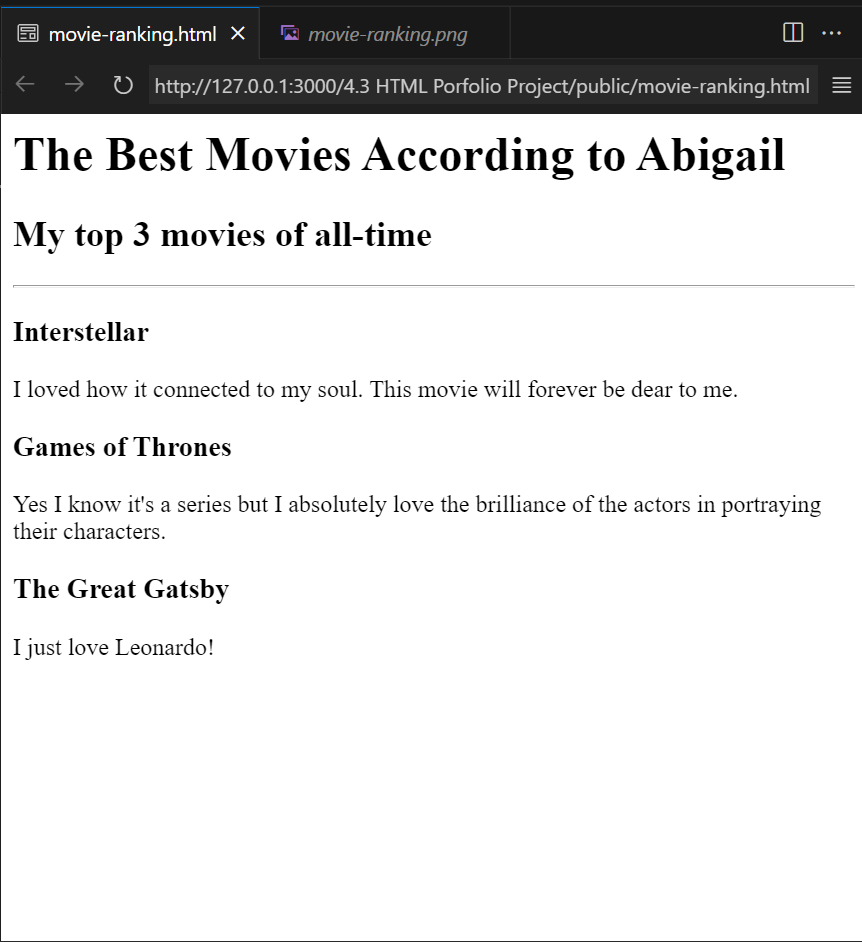 movie-ranking.html
movie-ranking.png
http://127.0.0.1:3000/4.3 HTML Porfolio Project/public/movie-ranking.html
The Best Movies According to Abigail
My top 3 movies of all-time
Interstellar
I loved how it connected to my soul. This movie will forever be dear to me.
Games of Thrones
Yes I know it's a series but I absolutely love the brilliance of the actors in portraying
their characters.
The Great Gatsby
I just love Leonardo!